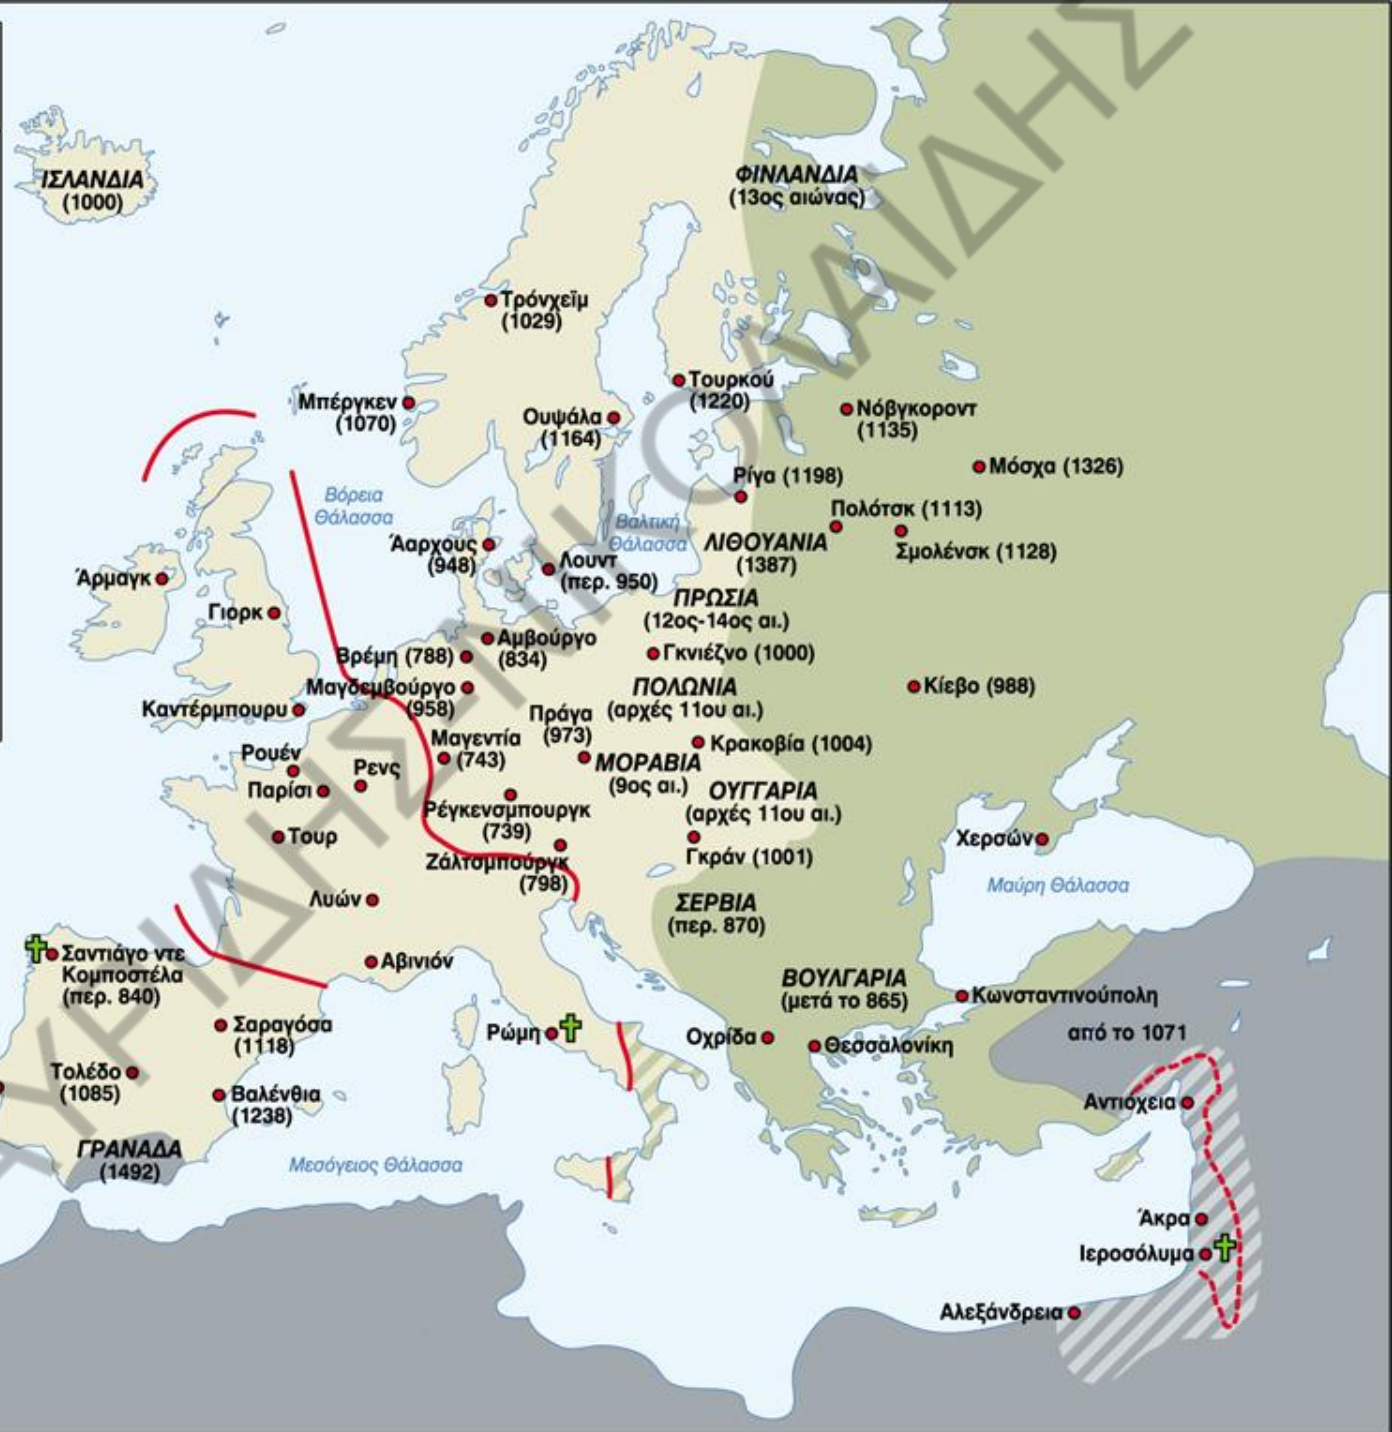 ΙΣΛΑΝΔΙΑ
(1000)
ΦΙΝΛΑΝΔΙΑ
(13ος αιώνας)
Τρόνχεϊμ
(1029)
Τουρκού
(1220)
Μπέργκεν
(1070)
Ουψάλα
(1164)
Νόβγκοροντ
(1135)
Μόσχα (1326)
Ρίγα (1198)
Βόρεια
Θάλασσα
Πολότσκ (1113)
Βαλτική
Θάλασσα
Άαρχους
(948)
ΛΙΘΟΥΑΝΙΑ
(1387)
Σμολένσκ (1128)
Λουντ
(περ. 950)
Άρμαγκ
ΠΡΩΣΙΑ
(12ος-14ος αι.)
Γιορκ
Αμβούργο
(834)
Βρέμη (788)
Γκνιέζνο (1000)
Μαγδεμβούργο
(958)
ΠΟΛΩΝΙΑ
(αρχές 11ου αι.)
Κίεβο (988)
Καντέρμπουρυ
Πράγα
(973)
Μαγεντία
(743)
Κρακοβία (1004)
Ρουέν
Ρενς
ΜΟΡΑΒΙΑ
(9ος αι.)
Παρίσι
ΟΥΓΓΑΡΙΑ
(αρχές 11ου αι.)
Ρέγκενσμπουργκ
(739)
Τουρ
Χερσών
Γκράν (1001)
Ζάλτσμπουργκ
(798)
Μαύρη Θάλασσα
Λυών
ΣΕΡΒΙΑ
(περ. 870)
Σαντιάγο ντε
Κομποστέλα
(περ. 840)
Αβινιόν
ΒΟΥΛΓΑΡΙΑ
(μετά το 865)
Κωνσταντινούπολη
Σαραγόσα
(1118)
Ρώμη
Οχρίδα
Θεσσαλονίκη
από το 1071
Τολέδο
(1085)
Βαλένθια
(1238)
Αντιόχεια
ΓΡΑΝΑΔΑ
(1492)
Μεσόγειος Θάλασσα
Άκρα
Ιεροσόλυμα
Αλεξάνδρεια
ΑΥΡΙΔΗΣ-ΝΙΚΟΛΑΪΔΗΣ